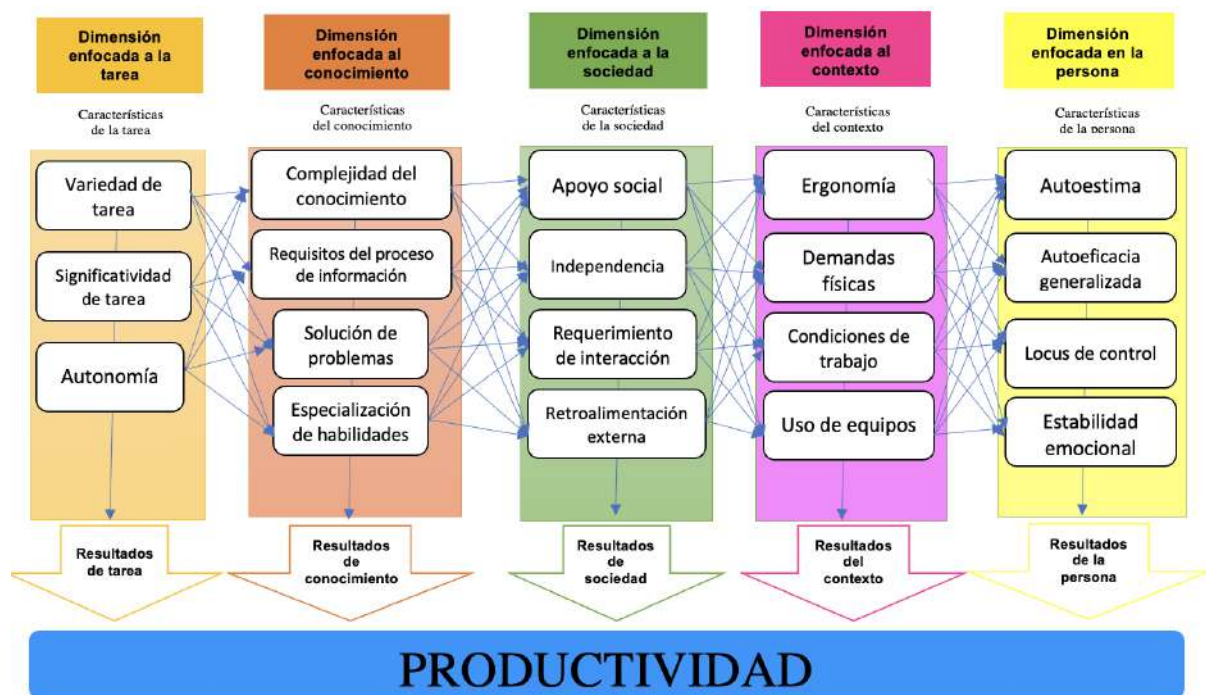 Dimensión
enfocada a la
tarea
Dimensión
enfocada al
conocimiento
Dimensión
enfocada a la
sociedad
Dimensión
enfocada al
contexto
Dimensión
enfocada en la
persona
Características
de la tarea
Características
del conocimiento
Características
de la sociedad
Características
del contexto
Características
de la persona
Variedad de
tarea
Significatividad
de tarea
Autonomía
Complejidad del
conocimiento
Requisitos del proceso
de información
Solución de
problemas
Especialización
de habilidades
Apoyo social
Independencia
Requerimiento
de interacción
Retroalimentación
externa
Ergonomía
Demandas
físicas
Condiciones de
trabajo
Uso de equipos
Autoestima
Autoeficacia
generalizada
Locus de control
Estabilidad
emocional
Resultados
de tarea
Resultados
de
conocimiento
Resultados
de
sociedad
Resultados
del
contexto
Resultados
de la
persona
PRODUCTIVIDAD